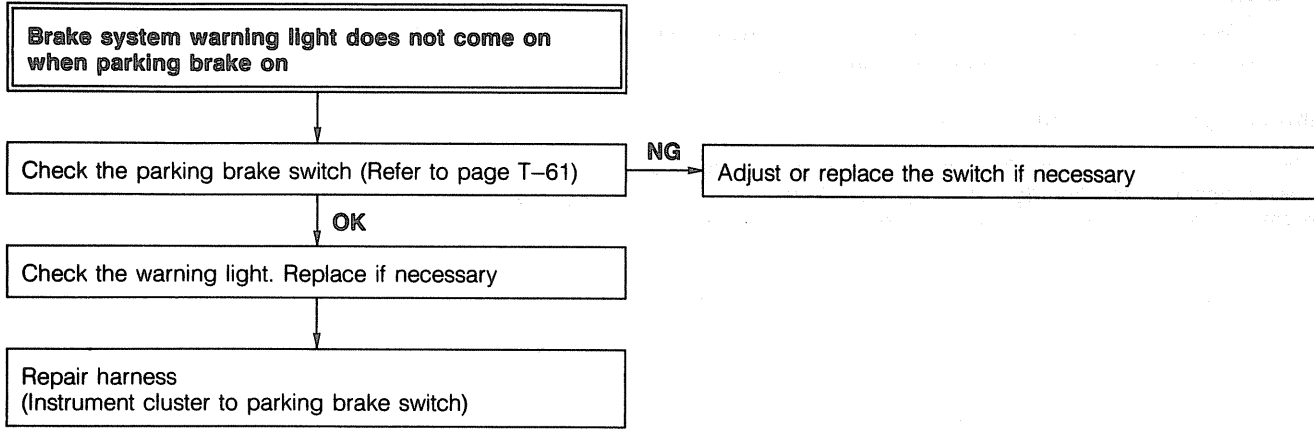 Brake system warning light does not come on
when parking brake on
Check the parking brake switch (Refer to page T–61)
NG
Adjust or replace the switch if necessary
OK
Check the warning light. Replace if necessary
Repair harness
(Instrument cluster to parking brake switch)